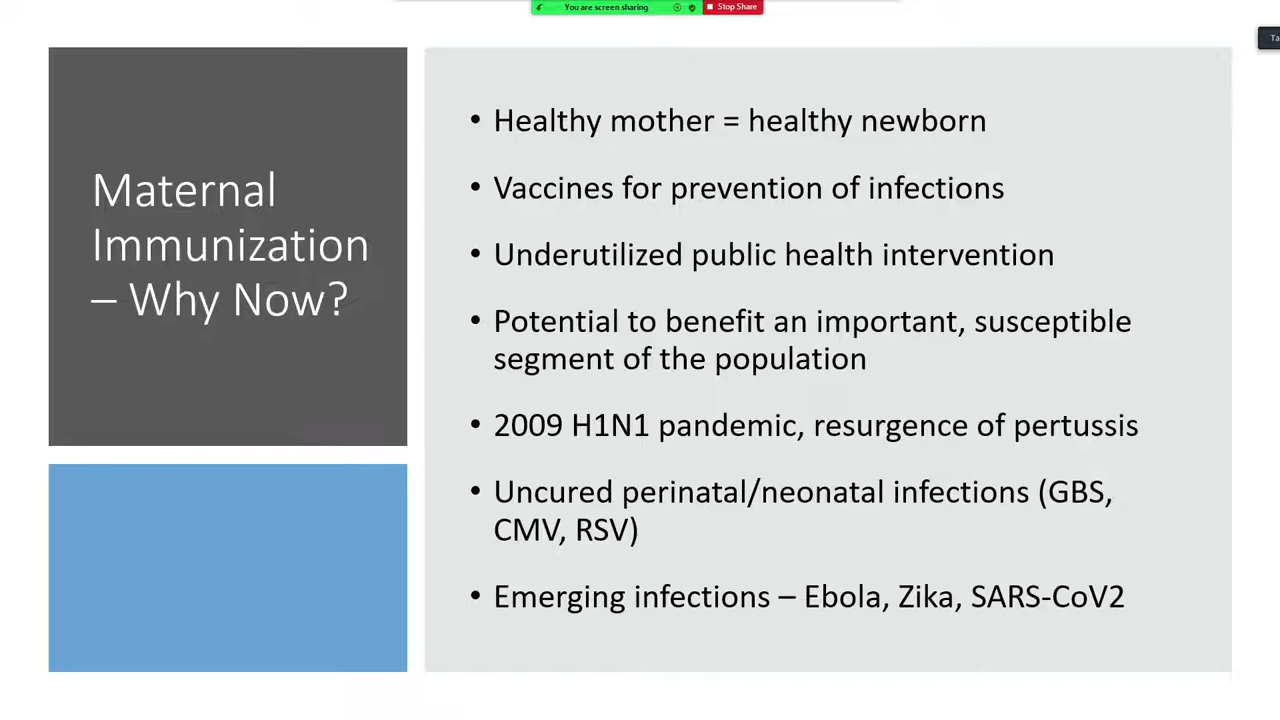 You are screen sharing
Stop Share
Ta
Maternal
Immunization
– Why Now?
• Healthy mother = healthy newborn
• Vaccines for prevention of infections
• Underutilized public health intervention
• Potential to benefit an important, susceptible
segment of the population
• 2009 H1N1 pandemic, resurgence of pertussis
• Uncured perinatal/neonatal infections (GBS,
CMV, RSV)
• Emerging infections – Ebola, Zika, SARS-CoV2